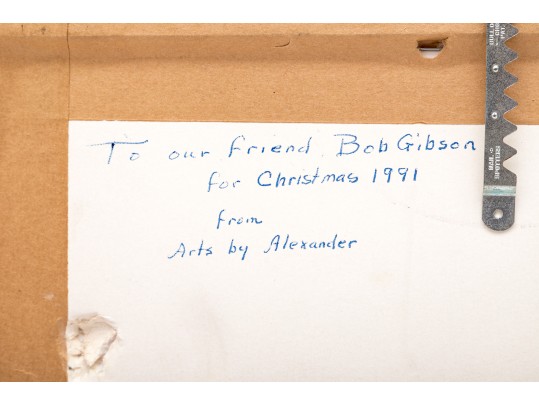 To our friend Bob Gibson
for Christmas 1991
from
Arts by Alexander